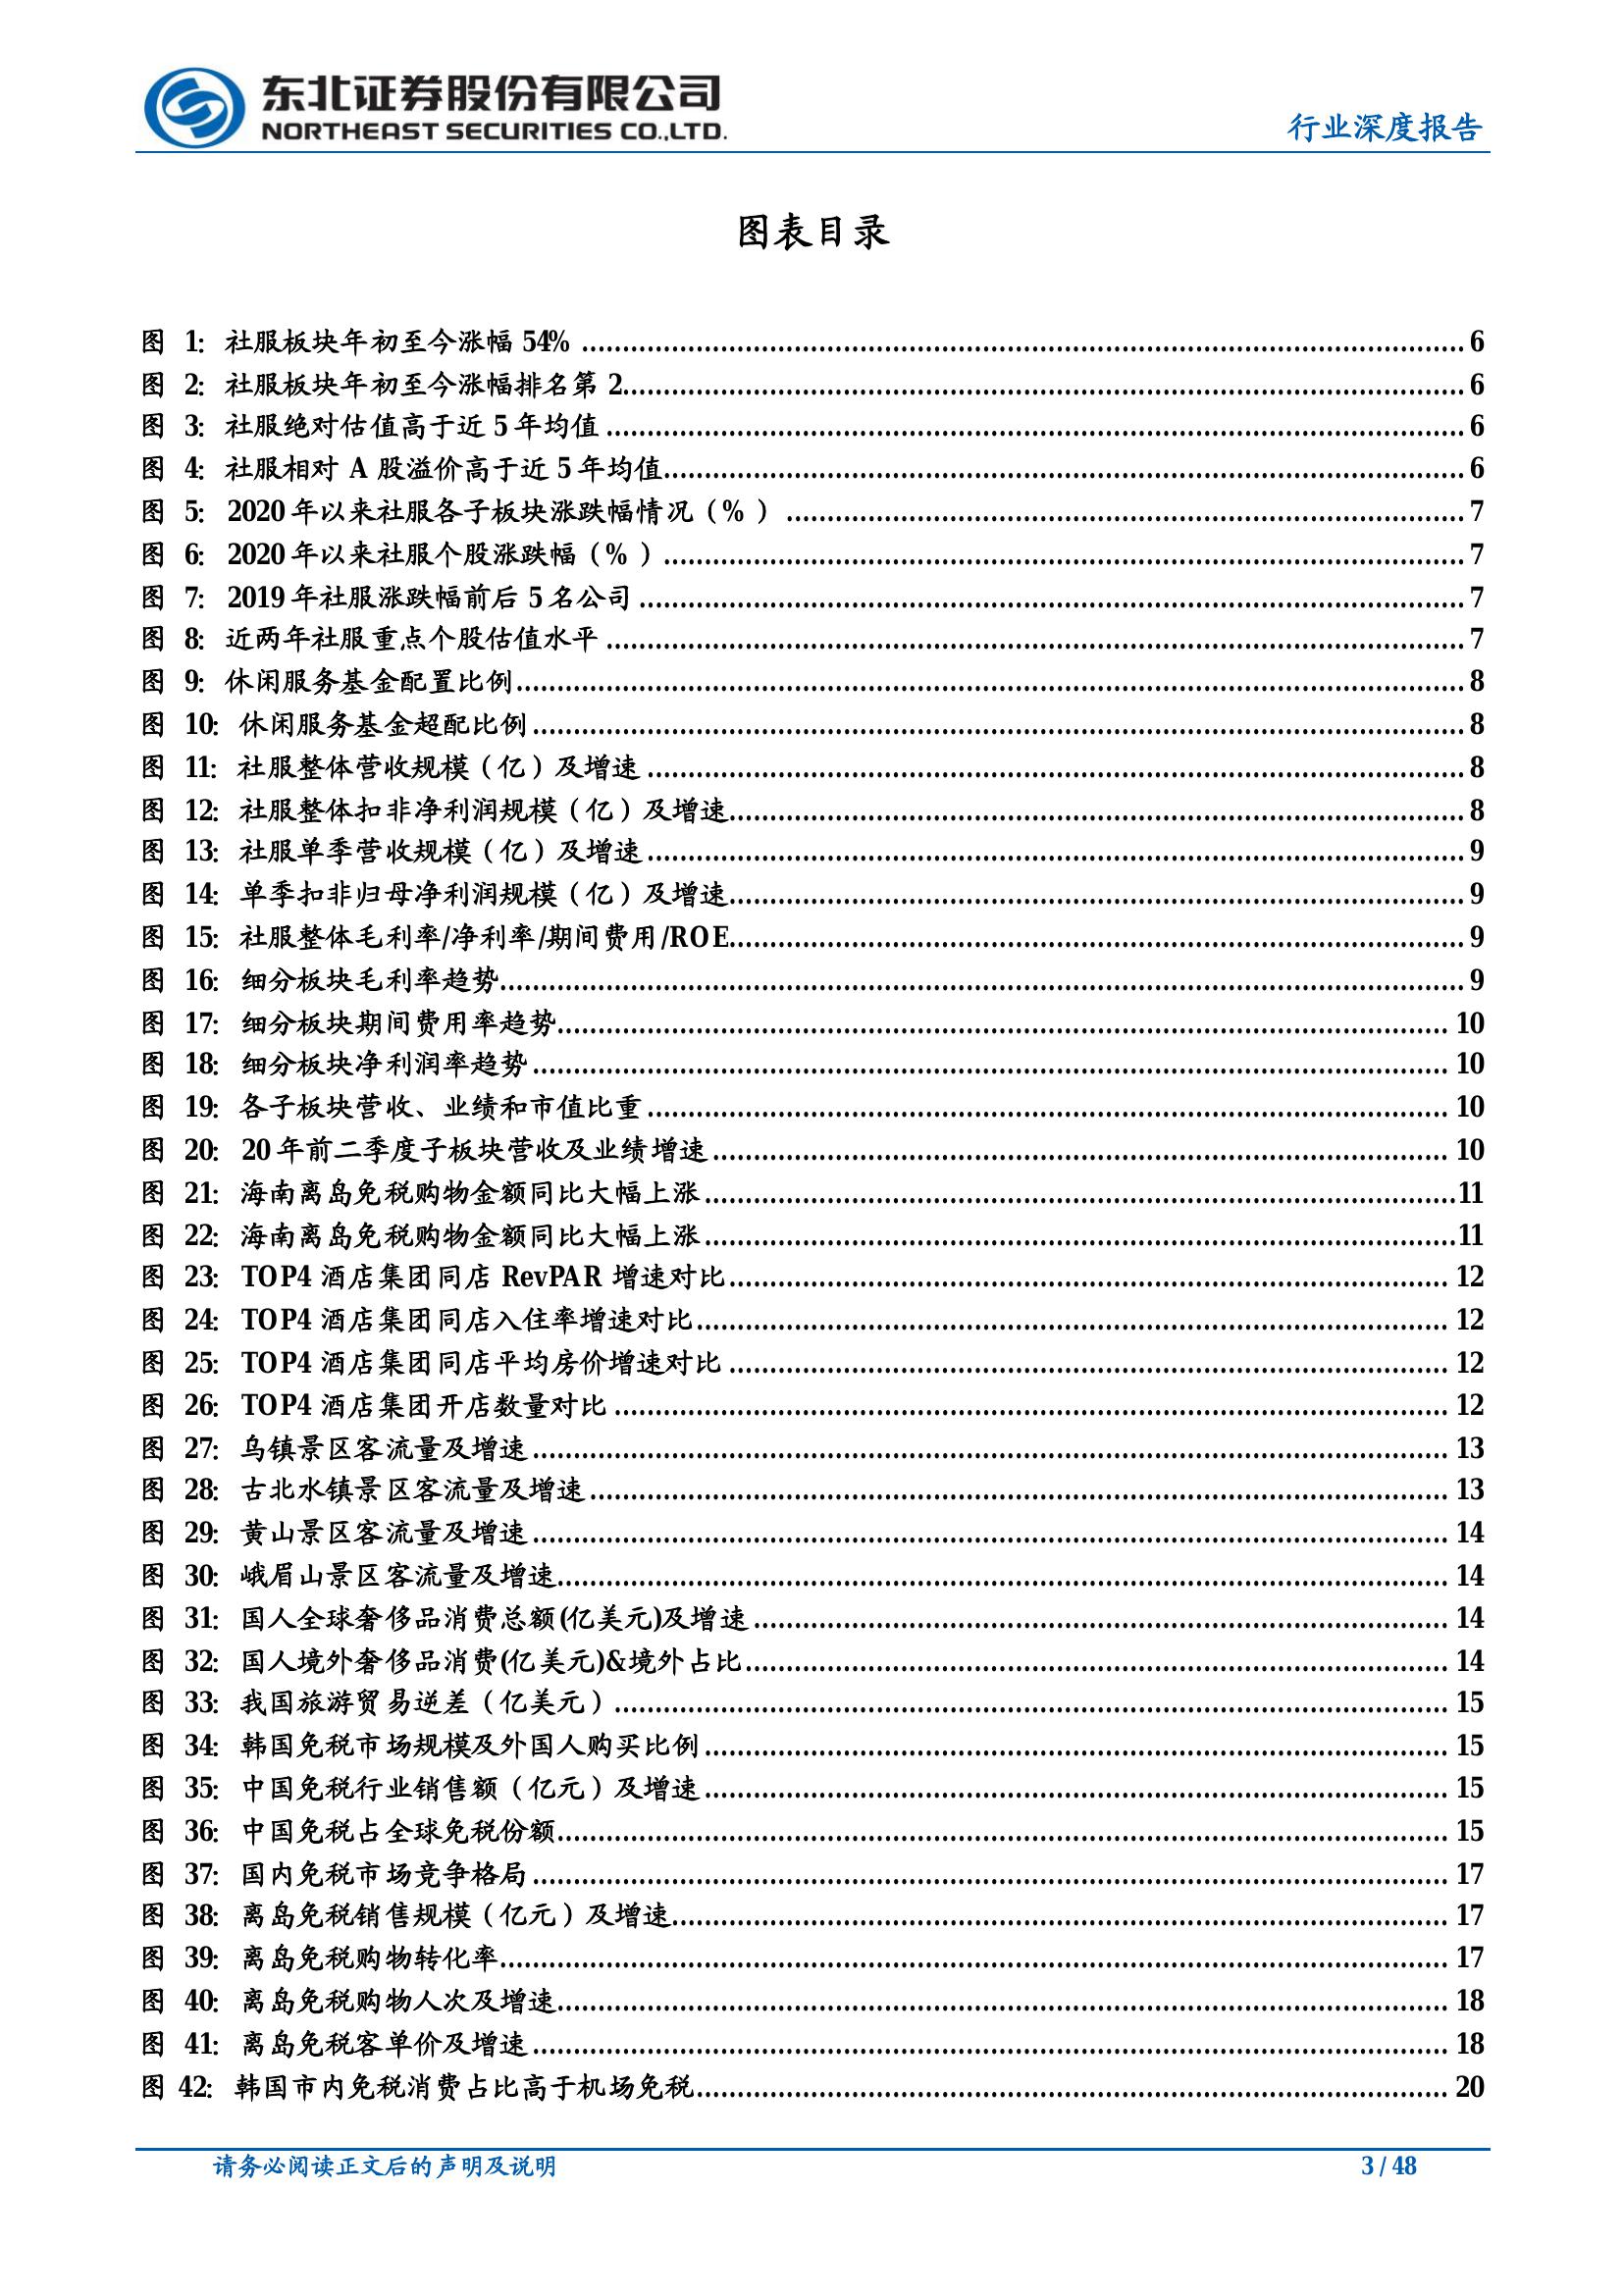 东北证券股份有限公司
NORTHEAST SECURITIES CO.,LTD.
行业深度报告
图表目录
图 1: 社服板块年初至今涨幅 54% 6
图 2: 社服板块年初至今涨幅排名第 2 6
图 3: 社服绝对估值高于近 5 年均值 6
图 4: 社服相对 A 股溢价高于近 5 年均值 6
图 5: 2020 年以来社服各子板块涨跌幅情况（%） 7
图 6: 2020 年以来社服个股涨跌幅（%） 7
图 7: 2019 年社服涨跌幅前后 5 名公司 7
图 8: 近两年社服重点个股估值水平 7
图 9: 休闲服务基金配置比例 8
图 10: 休闲服务基金超配比例 8
图 11: 社服整体营收规模（亿）及增速 8
图 12: 社服整体扣非净利润规模（亿）及增速 8
图 13: 社服单季营收规模（亿）及增速 9
图 14: 单季扣非归母净利润规模（亿）及增速 9
图 15: 社服整体毛利率/净利率/期间费用/ROE 9
图 16: 细分板块毛利率趋势 9
图 17: 细分板块期间费用率趋势 10
图 18: 细分板块净利润率趋势 10
图 19: 各子板块营收、业绩和市值比重 10
图 20: 20 年前二季度子板块营收及业绩增速 10
图 21: 海南离岛免税购物金额同比大幅上涨 11
图 22: 海南离岛免税购物金额同比大幅上涨 11
图 23: TOP4 酒店集团同店 RevPAR 增速对比 12
图 24: TOP4 酒店集团同店入住率增速对比 12
图 25: TOP4 酒店集团同店平均房价增速对比 12
图 26: TOP4 酒店集团开店数量对比 12
图 27: 乌镇景区客流量及增速 13
图 28: 古北水镇景区客流量及增速 13
图 29: 黄山景区客流量及增速 14
图 30: 峨眉山景区客流量及增速 14
图 31: 国人全球奢侈品消费总额(亿美元)及增速 14
图 32: 国人境外奢侈品消费(亿美元)&境外占比 14
图 33: 我国旅游贸易逆差（亿美元） 15
图 34: 韩国免税市场规模及外国人购买比例 15
图 35: 中国免税行业销售额（亿元）及增速 15
图 36: 中国免税占全球免税份额 15
图 37: 国内免税市场竞争格局 17
图 38: 离岛免税销售规模（亿元）及增速 17
图 39: 离岛免税购物转化率 17
图 40: 离岛免税购物人次及增速 18
图 41: 离岛免税客单价及增速 18
图 42: 韩国市内免税消费占比高于机场免税 20
请务必阅读正文后的声明及说明 3 / 48